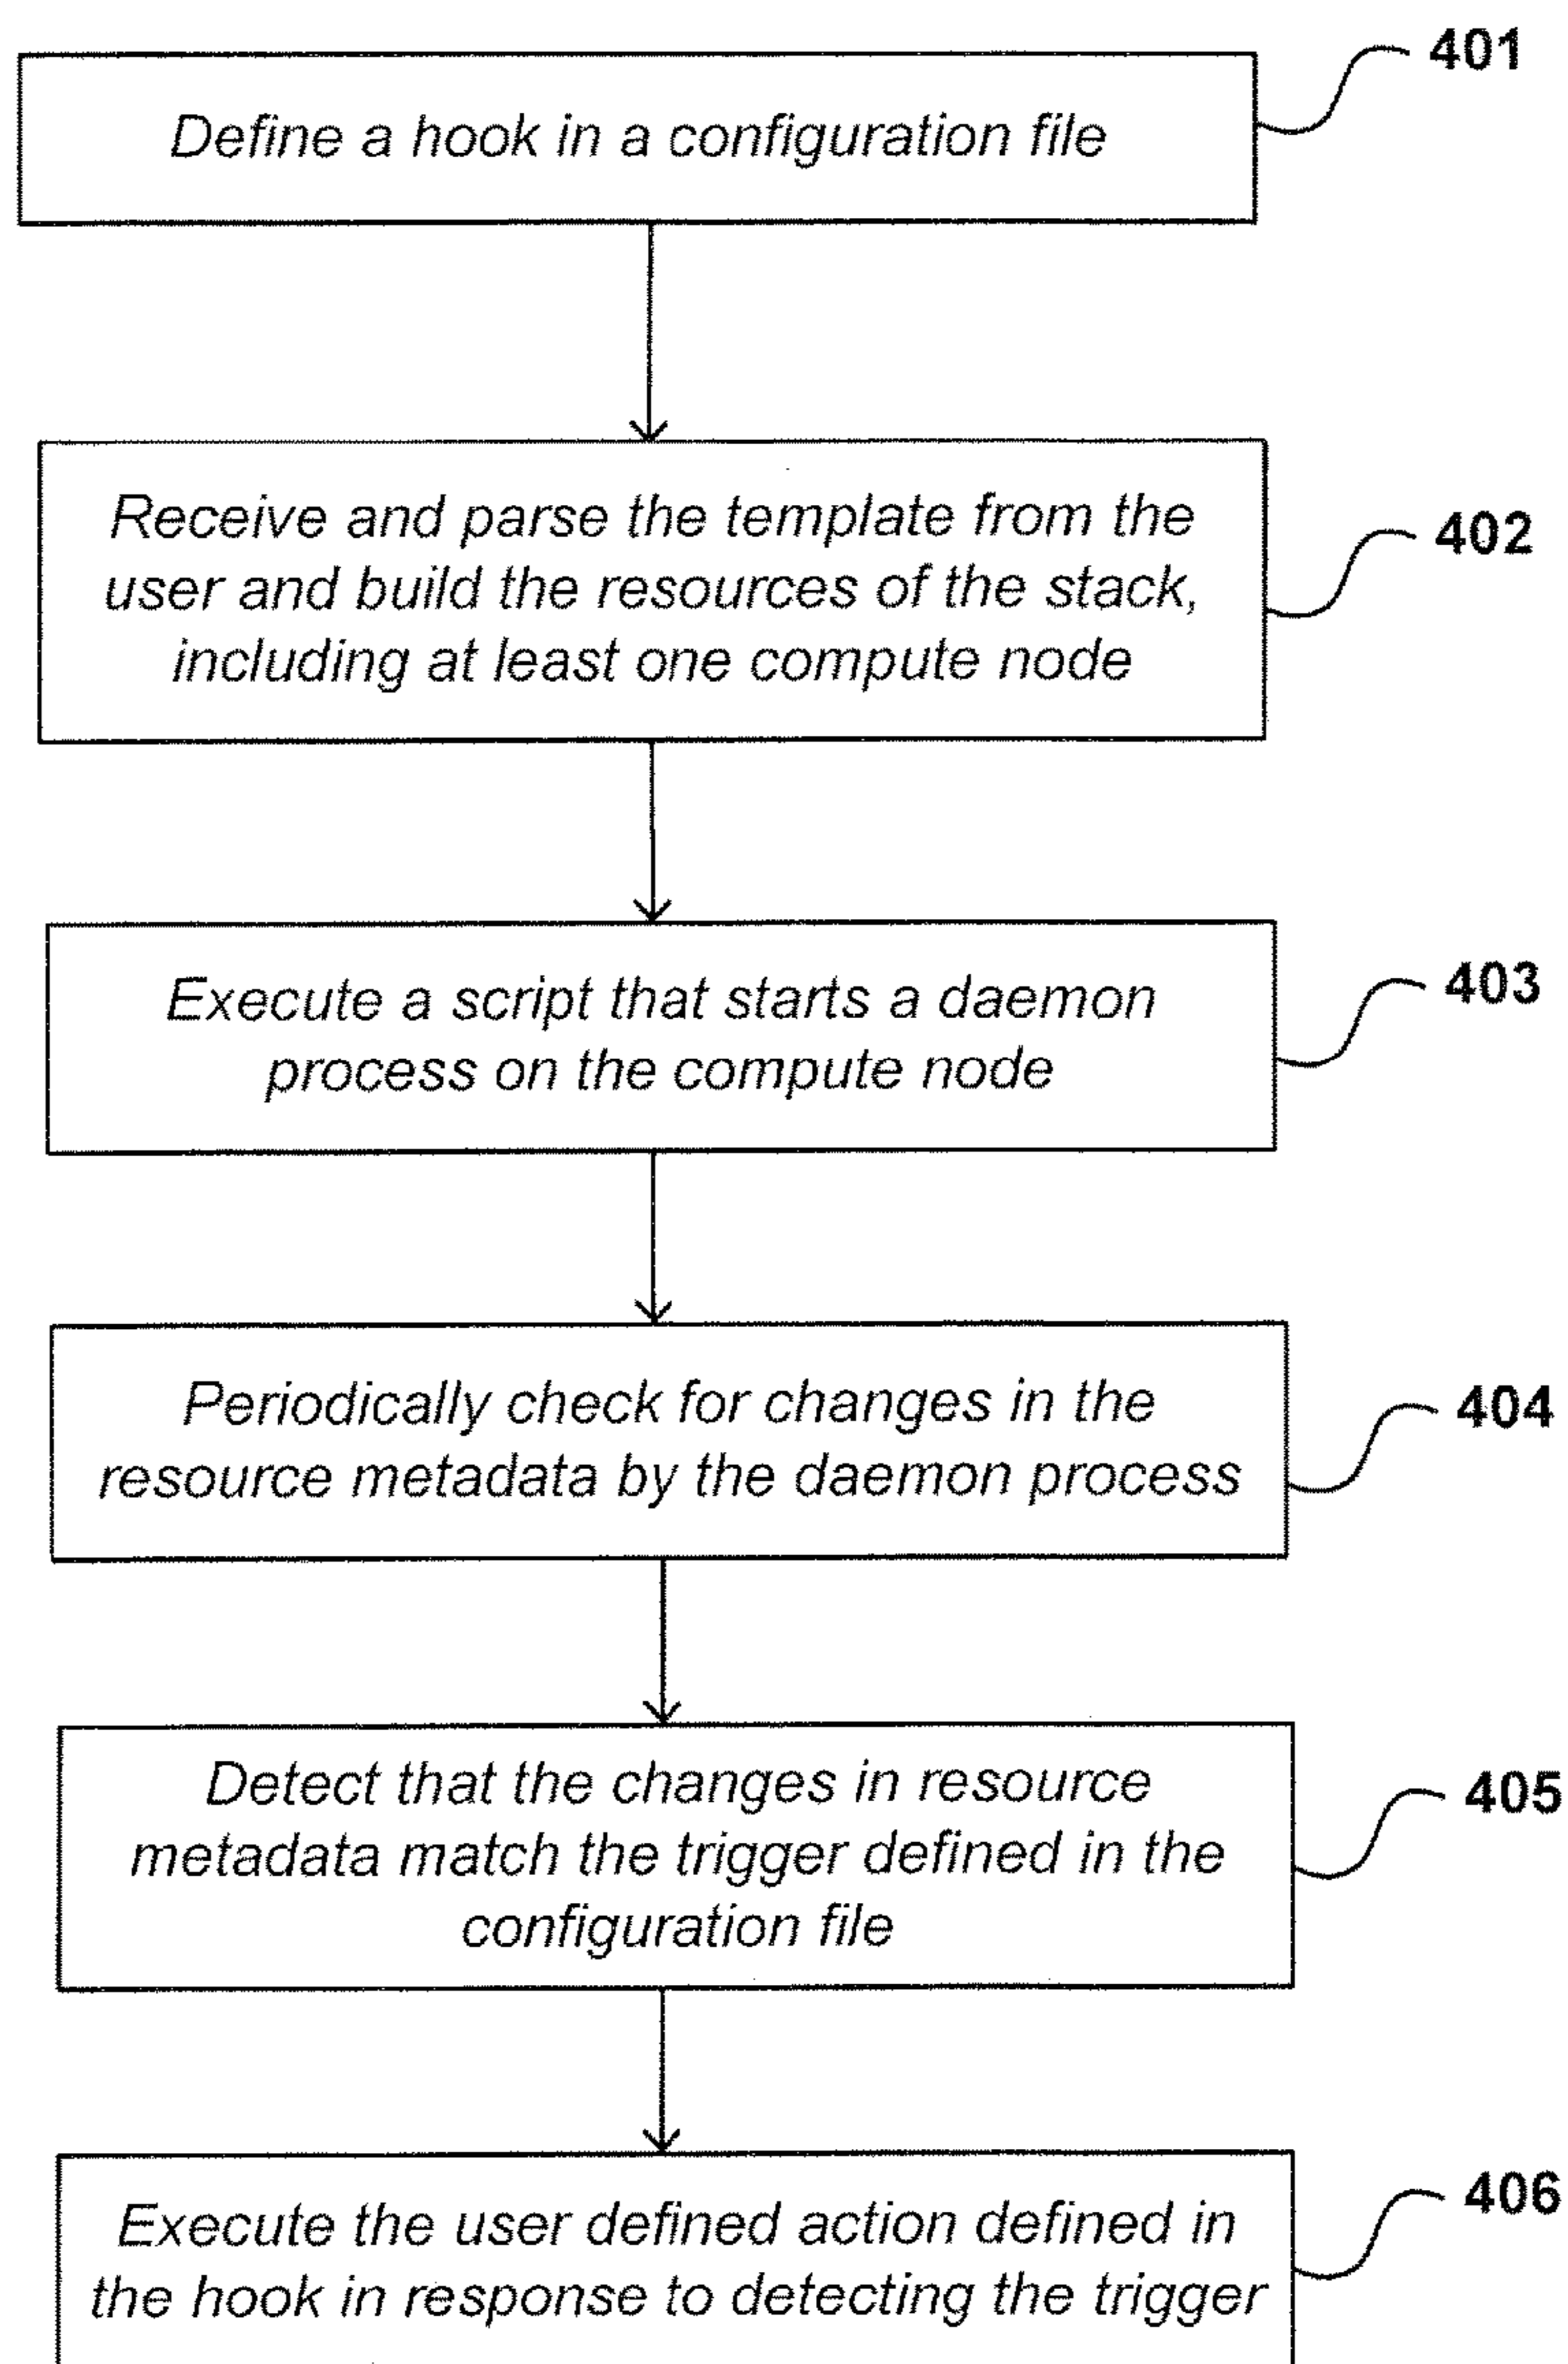 401
Define a hook in a configuration file
Receive and parse the template from the
user and build the resources of the stack,
including at least one compute node
402
Execute a script that starts a daemon
process on the compute node
403
Periodically check for changes in the
resource metadata by the daemon process
404
Detect that the changes in resource
metadata match the trigger defined in the
configuration file
405
Execute the user defined action defined in
the hook in response to detecting the trigger
406